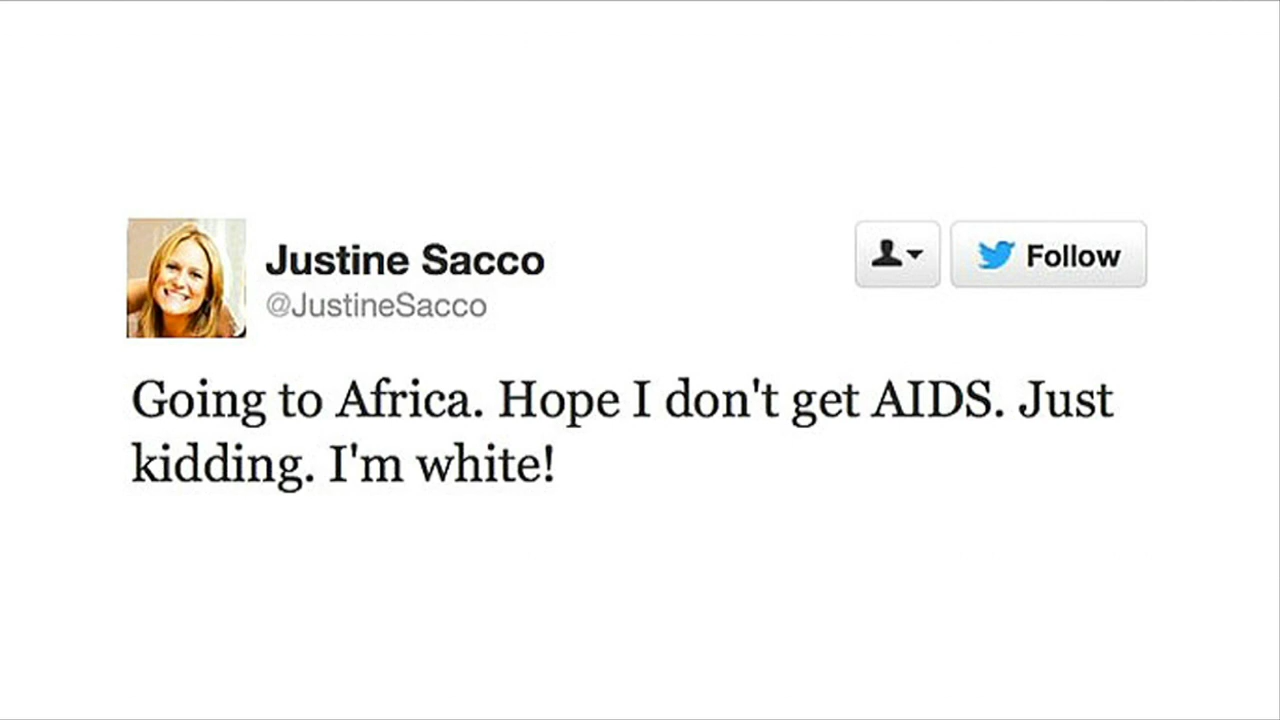 Justine Sacco
@JustineSacco
Follow
Going to Africa. Hope I don't get AIDS. Just
kidding. I'm white!